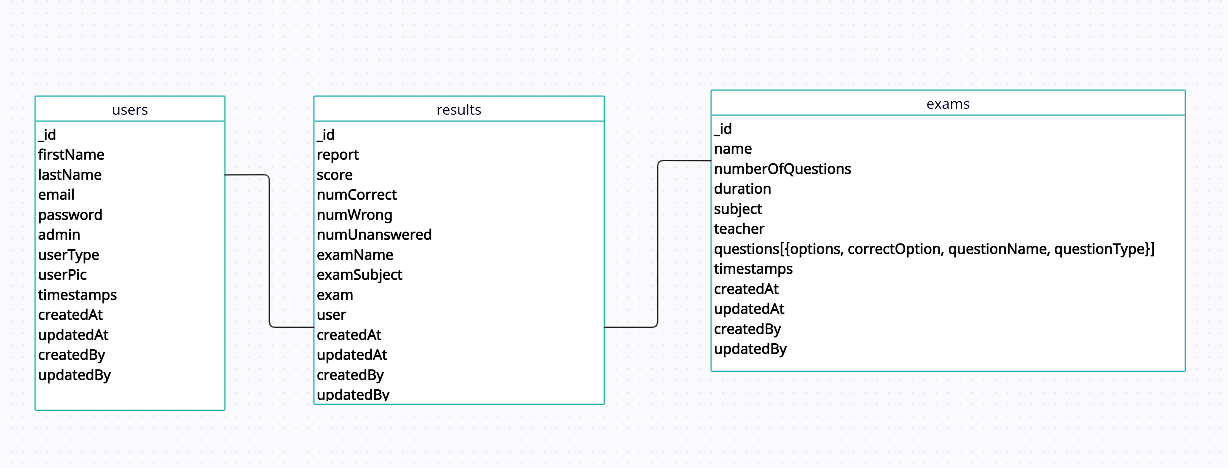 users
_id
firstName
lastName
email
password
admin
userType
userPic
timestamps
createdAt
updatedAt
createdBy
updatedBy
results
_id
report
score
numCorrect
numWrong
numUnanswered
examName
examSubject
exam
user
createdAt
updatedAt
createdBy
updatedBy
exams
_id
name
numberOfQuestions
duration
subject
teacher
questions[{options, correctOption, questionName, questionType}]
timestamps
createdAt
updatedAt
createdBy
updatedBy